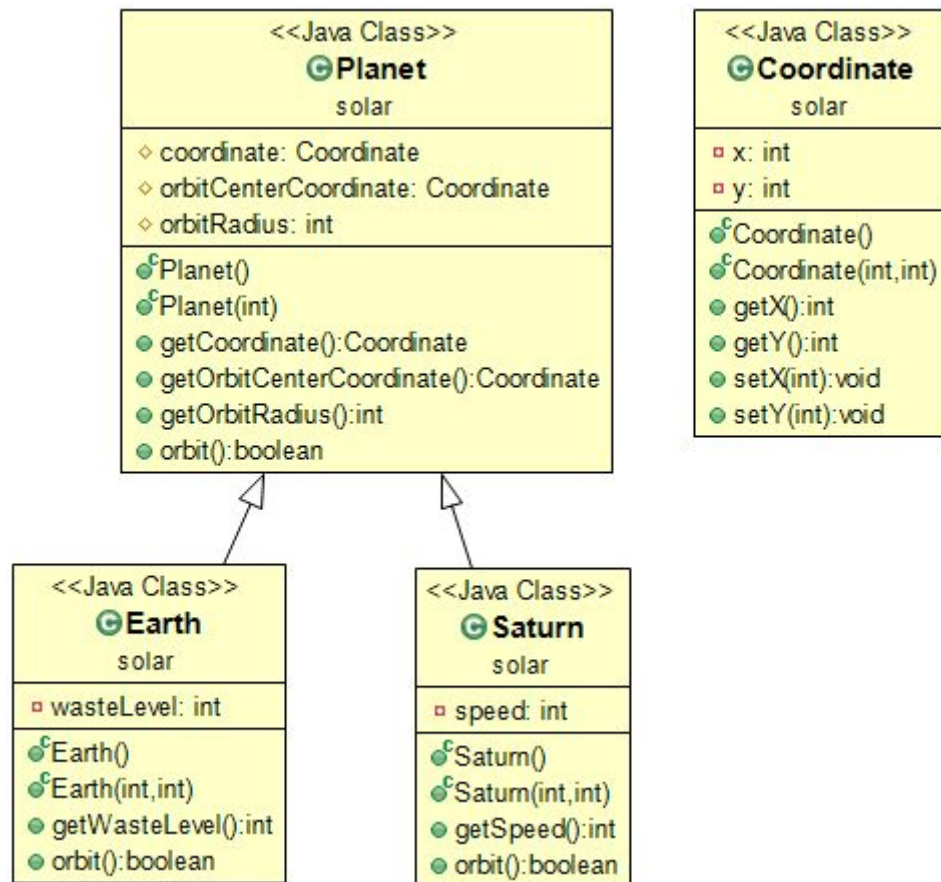 <<Java Class>>
Planet
solar
coordinate: Coordinate
orbitCenterCoordinate: Coordinate
orbitRadius: int
Planet()
Planet(int)
getCoordinate():Coordinate
getOrbitCenterCoordinate():Coordinate
getOrbitRadius():int
orbit():boolean
<<Java Class>>
Coordinate
solar
x: int
y: int
Coordinate()
Coordinate(int,int)
getX():int
getY():int
setX(int):void
setY(int):void
<<Java Class>>
Earth
solar
wasteLevel: int
Earth()
Earth(int,int)
getWasteLevel():int
orbit():boolean
<<Java Class>>
Saturn
solar
speed: int
Saturn()
Saturn(int,int)
getSpeed():int
orbit():boolean